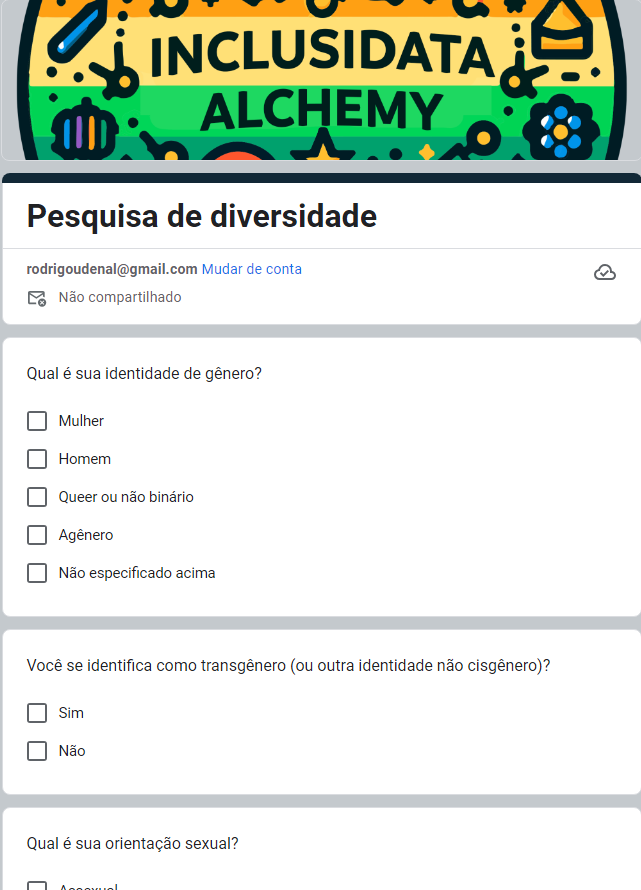 INCLUSIDATA
ALCHEMY
Pesquisa de diversidade
rodrigoudenal@gmail.com Mudar de conta
Não compartilhado
Qual é sua identidade de gênero?
Mulher
Homem
Queer ou não binário
Agênero
Não especificado acima
Você se identifica como transgênero (ou outra identidade não cisgênero)?
Sim
Não
Qual é sua orientação sexual?
Assexual